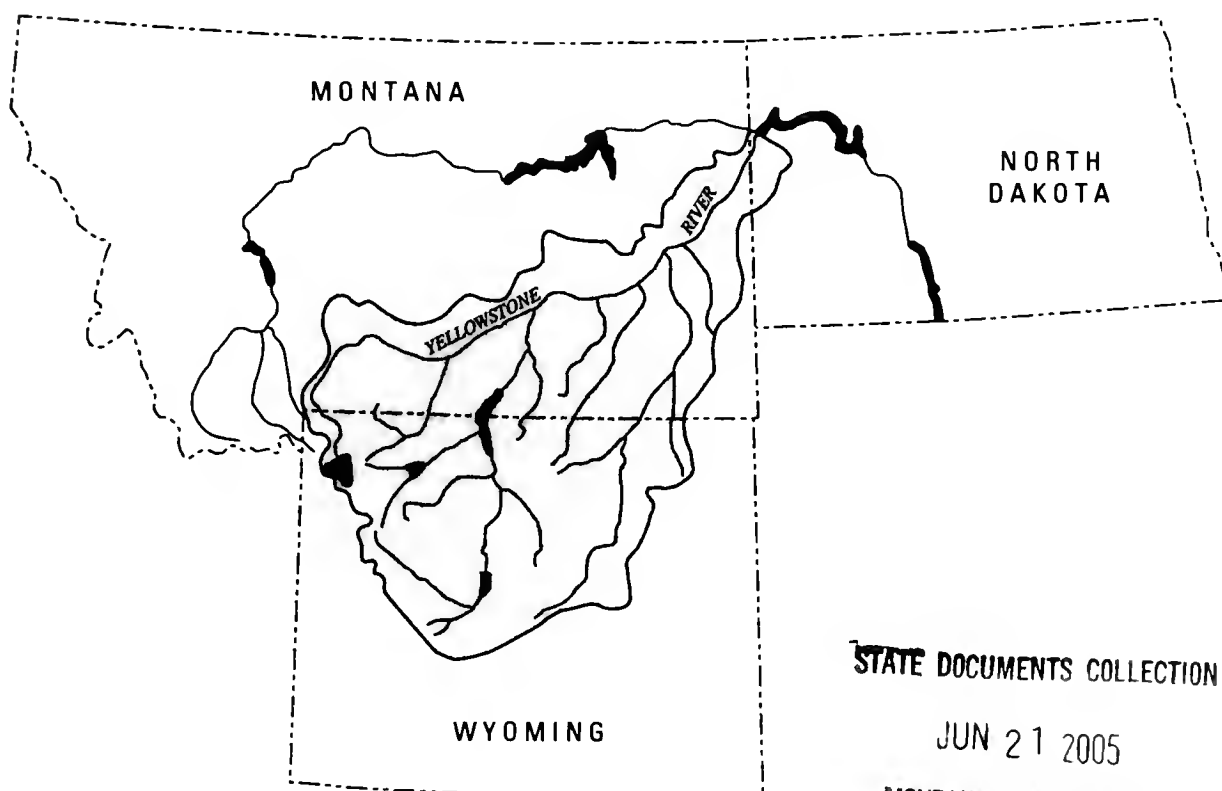 MONTANA
NORTH
DAKOTA
YELLOWSTONE
RIVER
WYOMING
STATE DOCUMENTS COLLECTION
JUN 21 2005